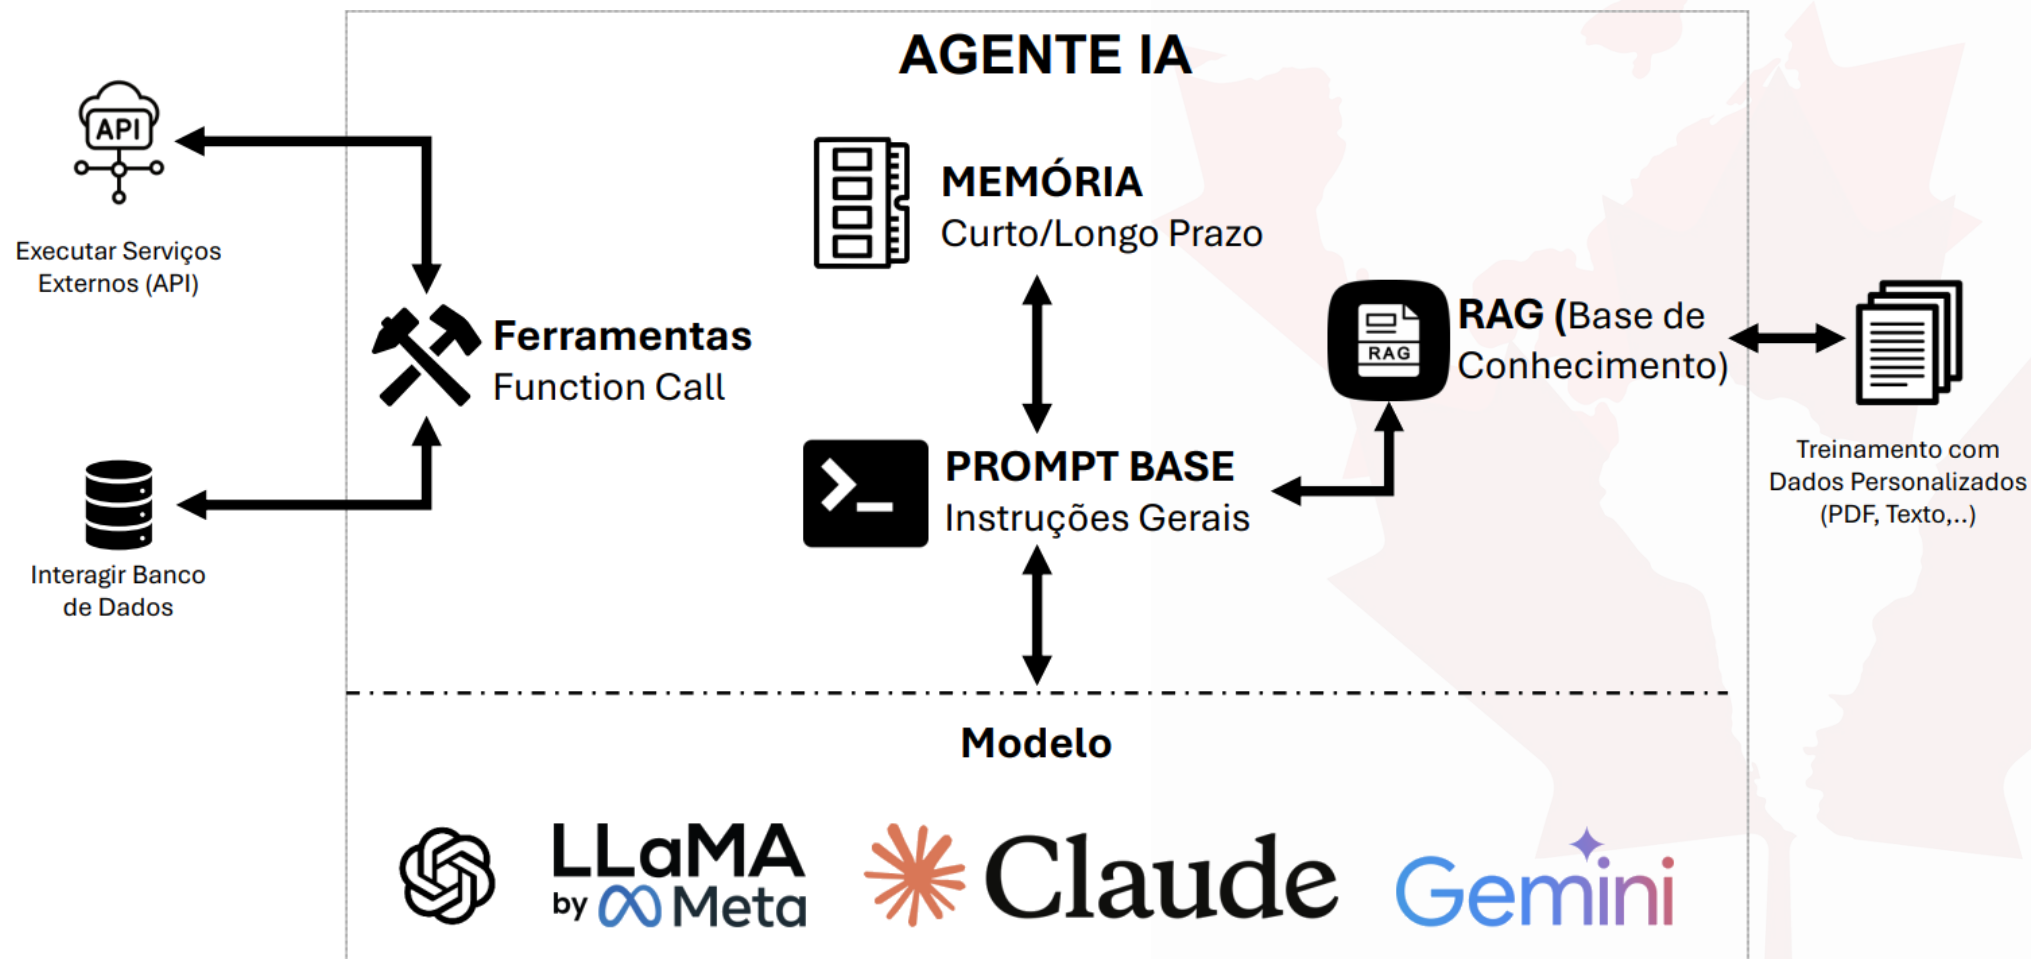 AGENTE IA
API
Executar Serviços
Externos (API)
Ferramentas
Function Call
Interagir Banco
de Dados
MEMÓRIA
Curto/Longo Prazo
PROMPT BASE
Instruções Gerais
RAG
RAG (Base de
Conhecimento)
Treinamento com
Dados Personalizados
(PDF, Texto,..)
Modelo
LLaMA
by Meta
Claude
Gemini